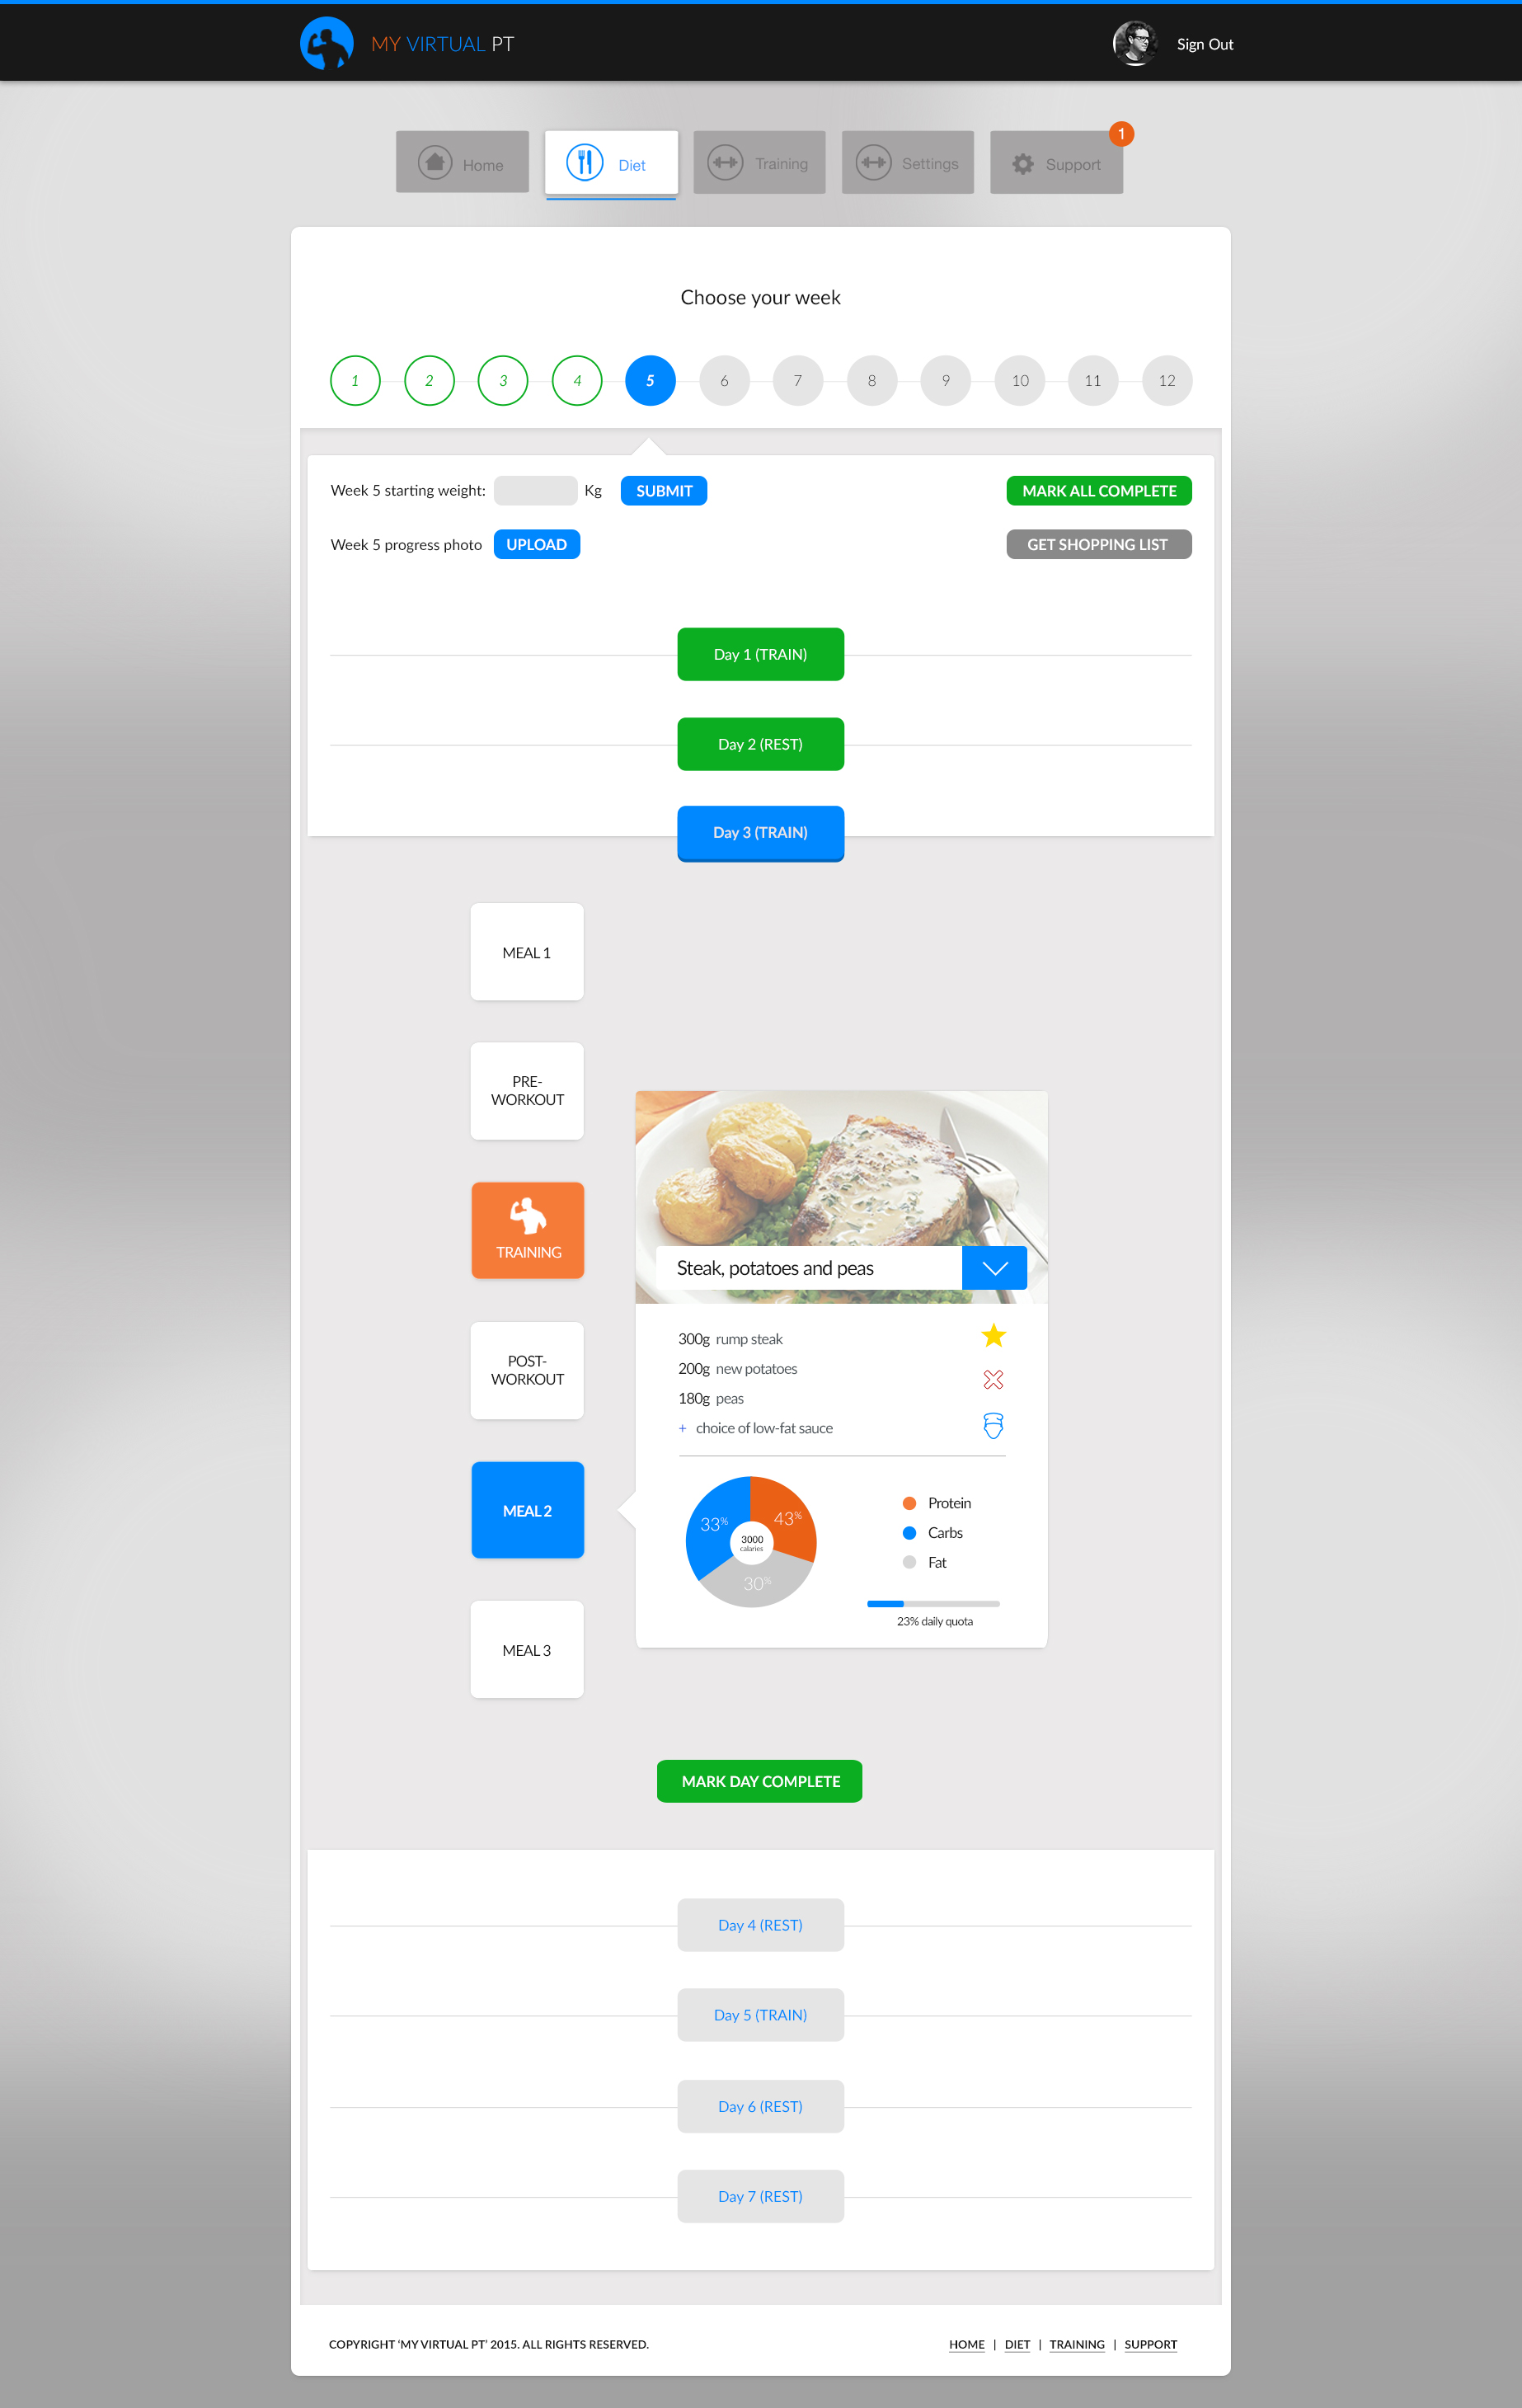 MY VIRTUAL PT
Sign Out
Home
Diet
Training
Settings
Support
1
Choose your week
1 2 3 4 5 6 7 8 9 10 11 12
Week 5 starting weight: Kg SUBMIT
MARK ALL COMPLETE
Week 5 progress photo UPLOAD
GET SHOPPING LIST
Day 1 (TRAIN)
Day 2 (REST)
Day 3 (TRAIN)
MEAL 1
PRE-
WORKOUT
TRAINING
POST-
WORKOUT
MEAL 2
MEAL 3
Steak, potatoes and peas
300g rump steak
200g new potatoes
180g peas
+ choice of low-fat sauce
33%
43%
30%
3000
calaries
Protein
Carbs
Fat
23% daily quota
MARK DAY COMPLETE
Day 4 (REST)
Day 5 (TRAIN)
Day 6 (REST)
Day 7 (REST)
COPYRIGHT ‘MY VIRTUAL PT’ 2015. ALL RIGHTS RESERVED.
HOME | DIET | TRAINING | SUPPORT